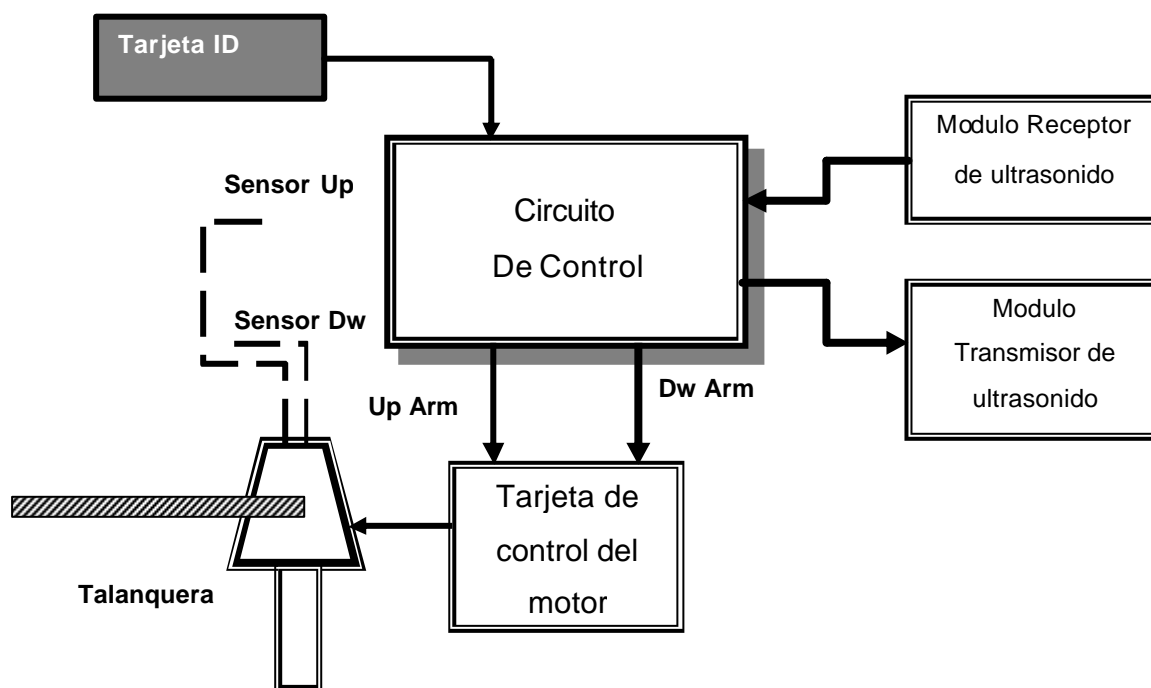 Tarjeta ID
Modulo Receptor
de ultrasonido
Sensor Up
Circuito
De Control
Sensor Dw
Modulo
Transmisor de
ultrasonido
Up Arm
Dw Arm
Tarjeta de
control del
motor
Talanquera